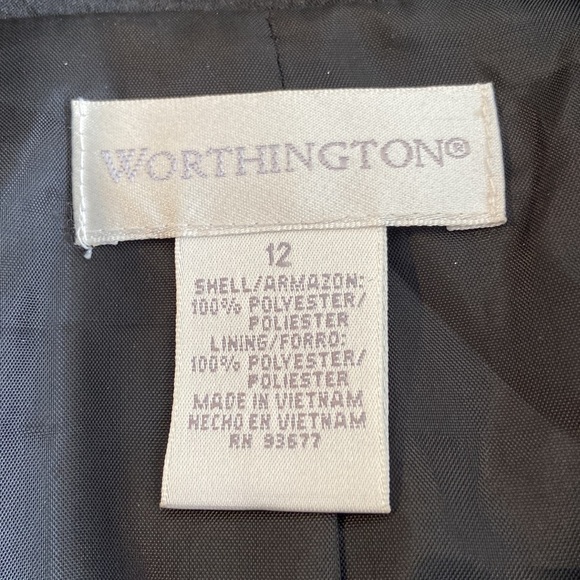 WORTHINGTON®
12
SHELL/ARMAZON:
100% POLYESTER/
POLIESTER
LINING/FORRO:
100% POLYESTER/
POLIESTER
MADE IN VIETNAM
HECHO EN VIETNAM
RN 93677